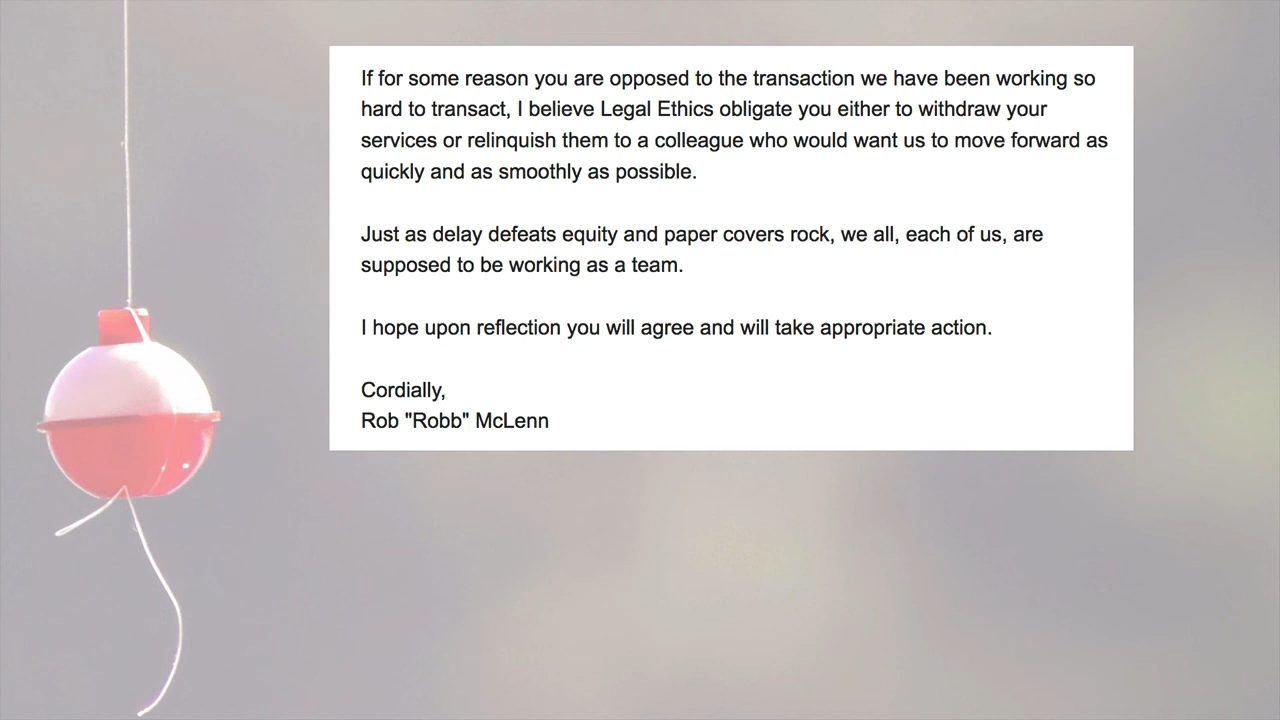 If for some reason you are opposed to the transaction we have been working so
hard to transact, I believe Legal Ethics obligate you either to withdraw your
services or relinquish them to a colleague who would want us to move forward as
quickly and as smoothly as possible.
Just as delay defeats equity and paper covers rock, we all, each of us, are
supposed to be working as a team.
I hope upon reflection you will agree and will take appropriate action.
Cordially,
Rob "Robb" McLenn